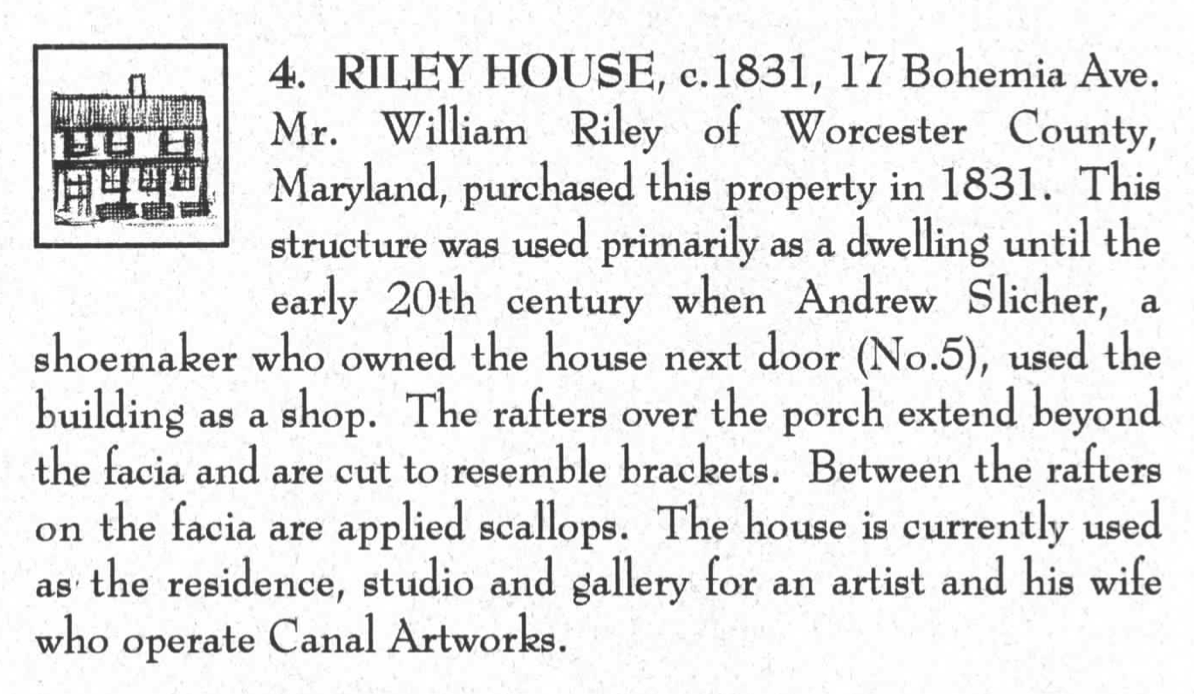 4. RILEY HOUSE, c.1831, 17 Bohemia Ave.
Mr. William Riley of Worcester County,
Maryland, purchased this property in 1831. This
structure was used primarily as a dwelling until the
early 20th century when Andrew Slicher, a
shoemaker who owned the house next door (No.5), used the
building as a shop. The rafters over the porch extend beyond
the facia and are cut to resemble brackets. Between the rafters
on the facia are applied scallops. The house is currently used
as the residence, studio and gallery for an artist and his wife
who operate Canal Artworks.